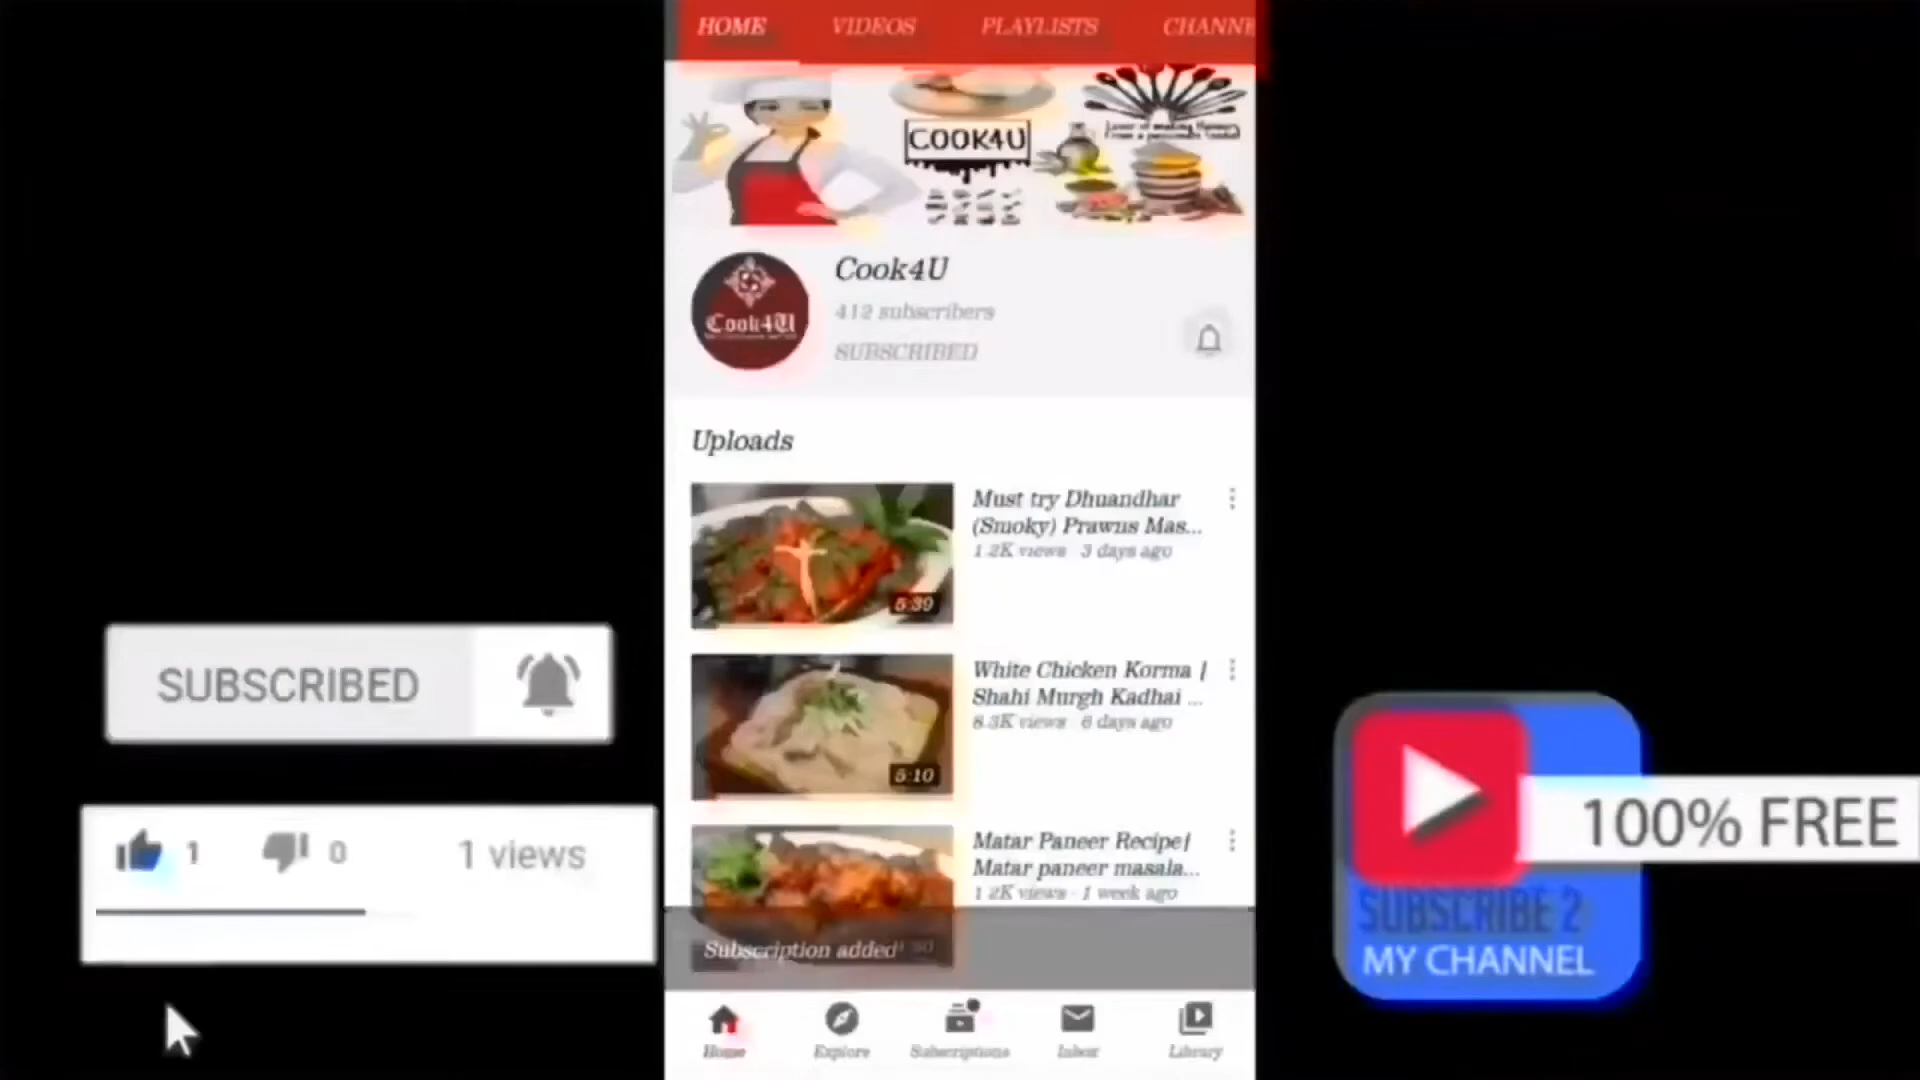 HOME VIDEOS PLAYLISTS CHANNE
COOK4U
Cook4U
412 subscribers
SUBSCRIBED
Cook4U
Uploads
Must try Dhuandhar
(Smoky) Prawns Mas...
1.2K views · 3 days ago
5:39
White Chicken Korma |
Shahi Murgh Kadhai ...
8.3K views · 6 days ago
5:10
Matar Paneer Recipe|
Matar paneer masala...
1.2K views · 1 week ago
Subscription added
Home Explore Subscriptions Inbox Library
SUBSCRIBED
1 0 1 views
100% FREE
SUBSCRIBE 2
MY CHANNEL